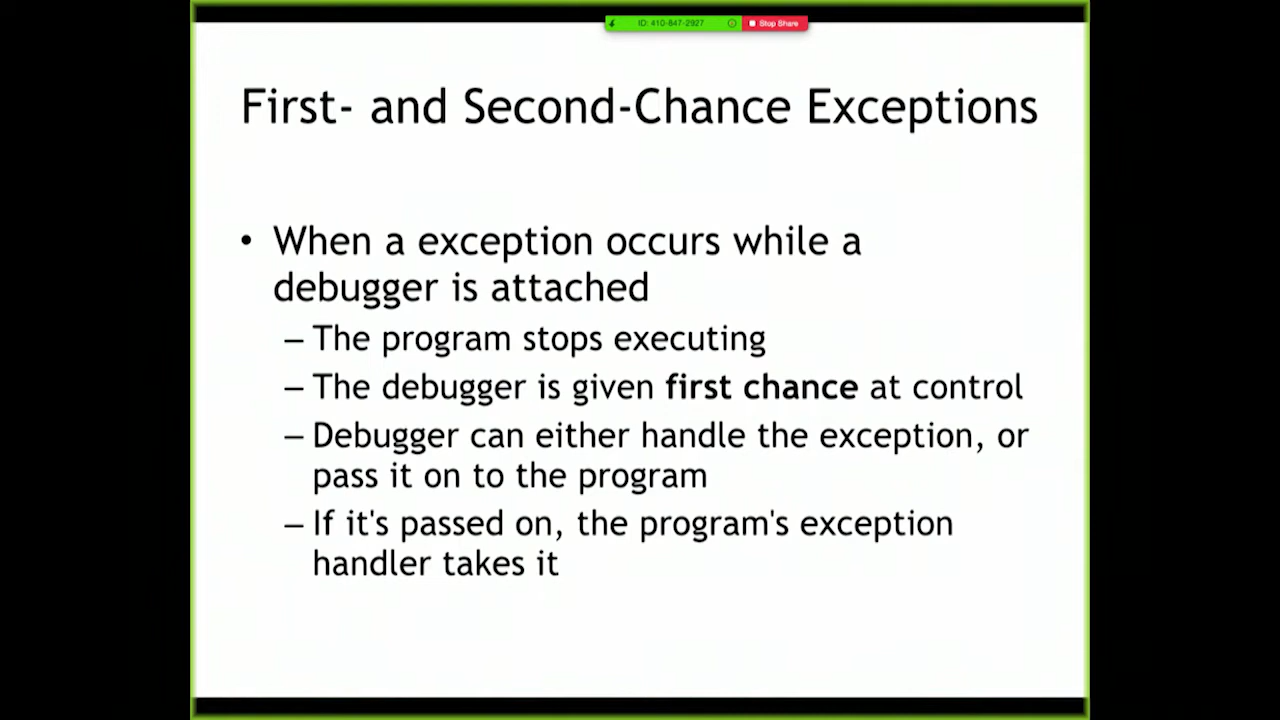 ID: 410-847-2927
Stop Share
First- and Second-Chance Exceptions
• When a exception occurs while a
debugger is attached
– The program stops executing
– The debugger is given first chance at control
– Debugger can either handle the exception, or
pass it on to the program
– If it's passed on, the program's exception
handler takes it